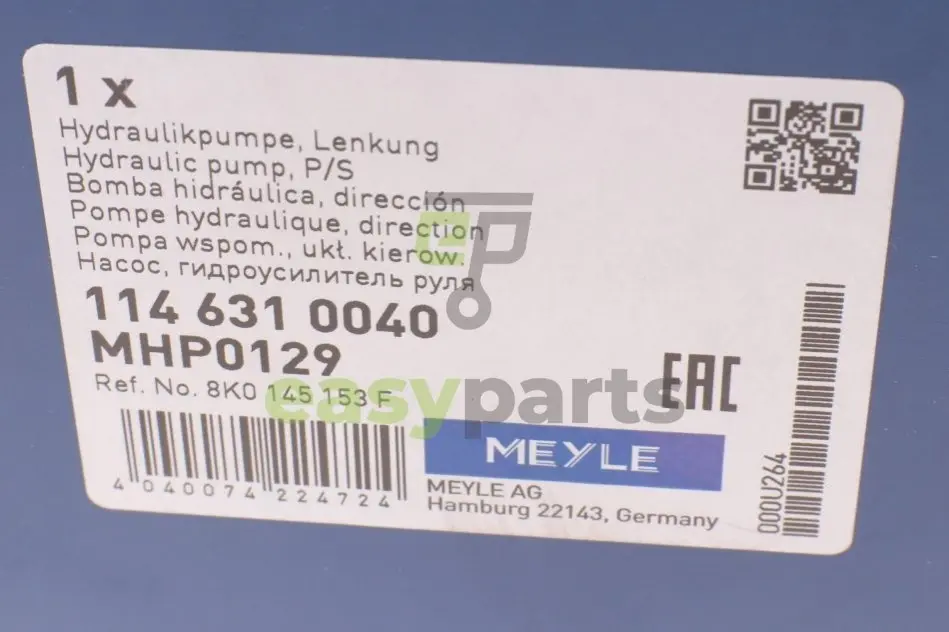 1 x
Hydraulikpumpe, Lenkung
Hydraulic pump, P/S
Bomba hidráulica, dirección
Pompe hydraulique, direction
Pompa wspom., ukł. kierow.
Насос, гидроусилитель руля
114 631 0040
MHP0129
Ref. No. 8K0 145 153 F
4 040074 224724
EAC
MEYLE
MEYLE AG
Hamburg 22143, Germany
000U264
eP
easyparts